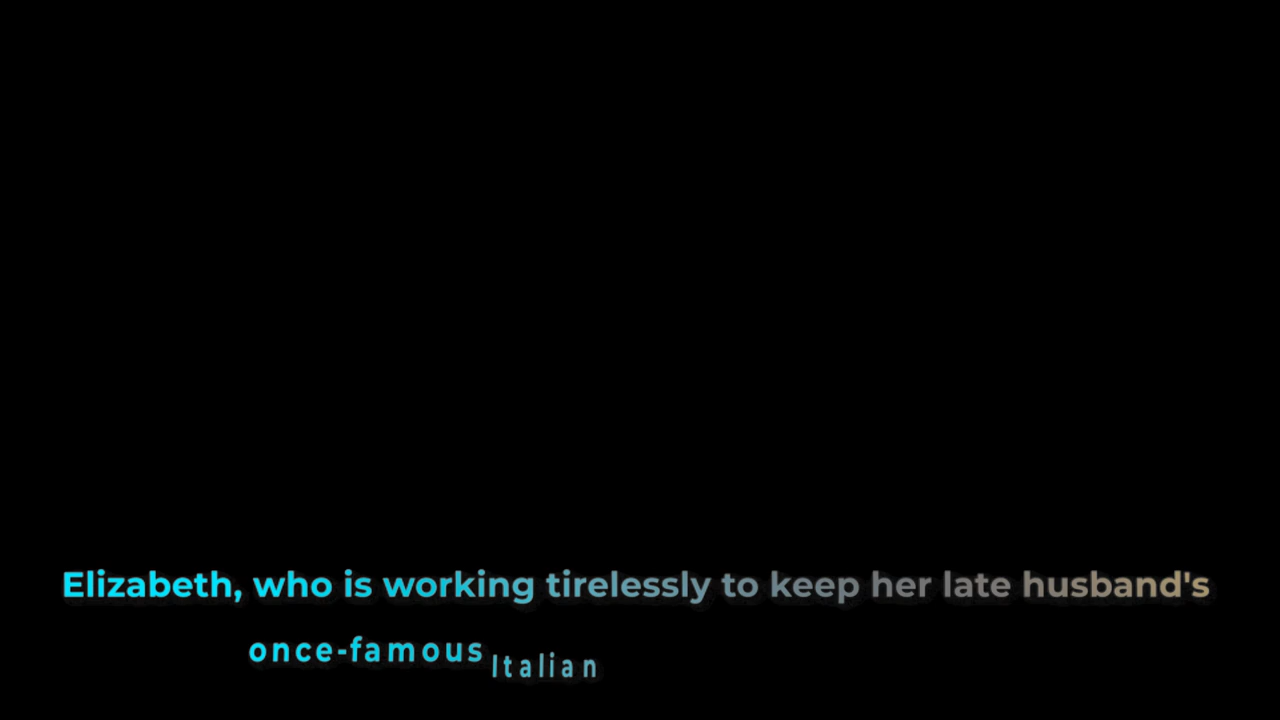 Elizabeth, who is working tirelessly to keep her late husband's
once-famous Italian